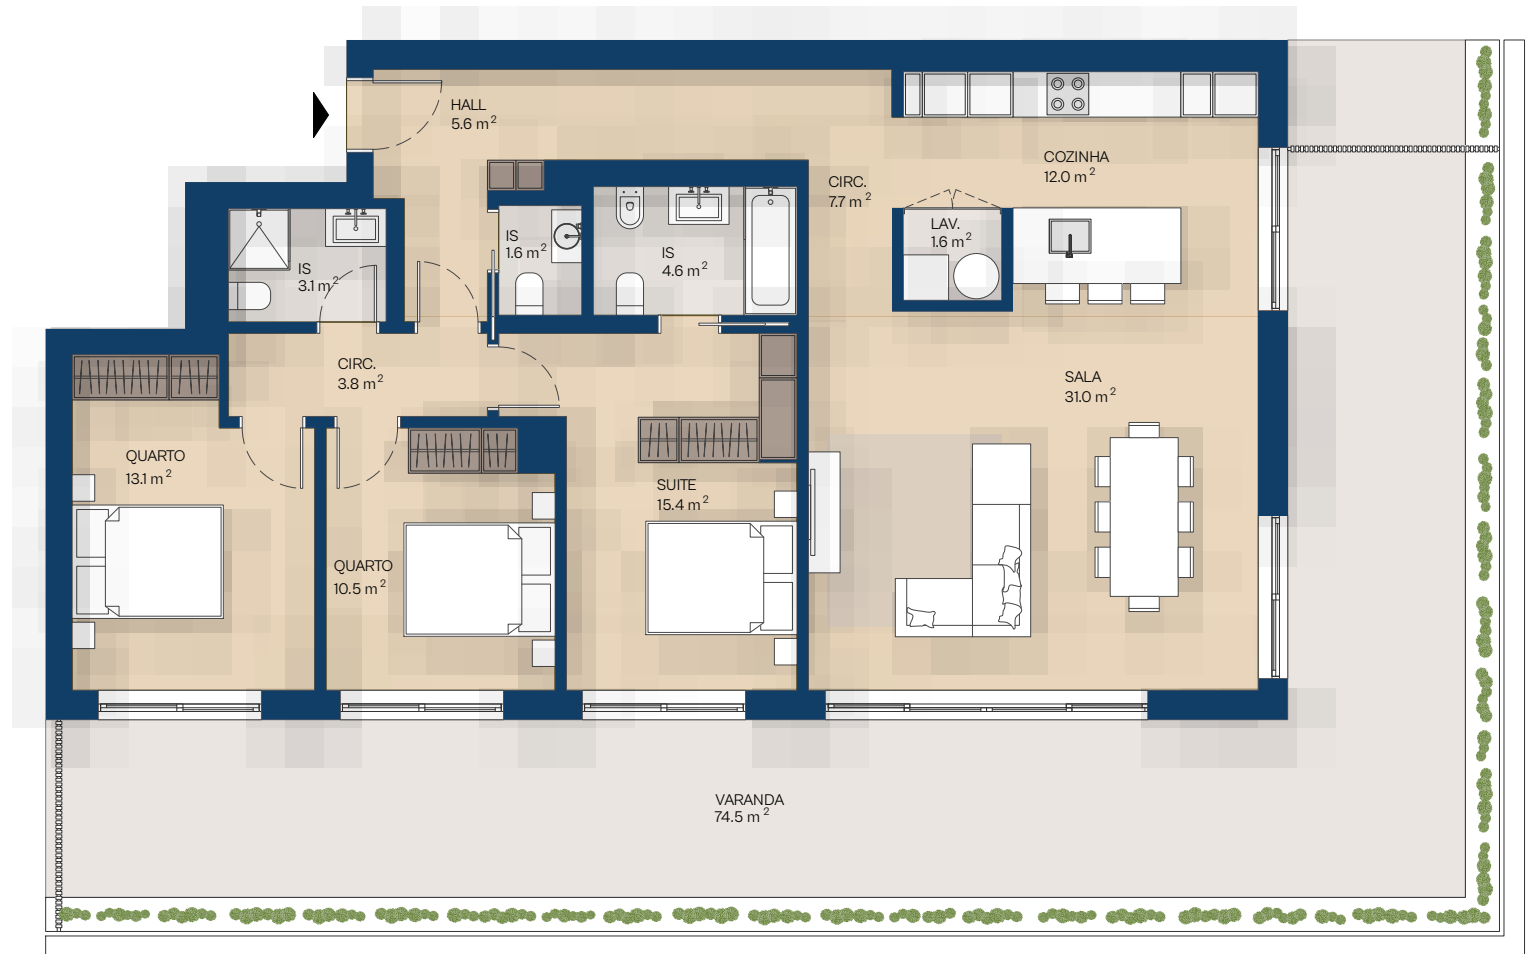 HALL
5.6 m²
COZINHA
12.0 m²
CIRC.
7.7 m²
LAV.
1.6 m²
IS
1.6 m²
IS
4.6 m²
IS
3.1 m²
CIRC.
3.8 m²
SALA
31.0 m²
QUARTO
13.1 m²
SUITE
15.4 m²
QUARTO
10.5 m²
VARANDA
74.5 m²